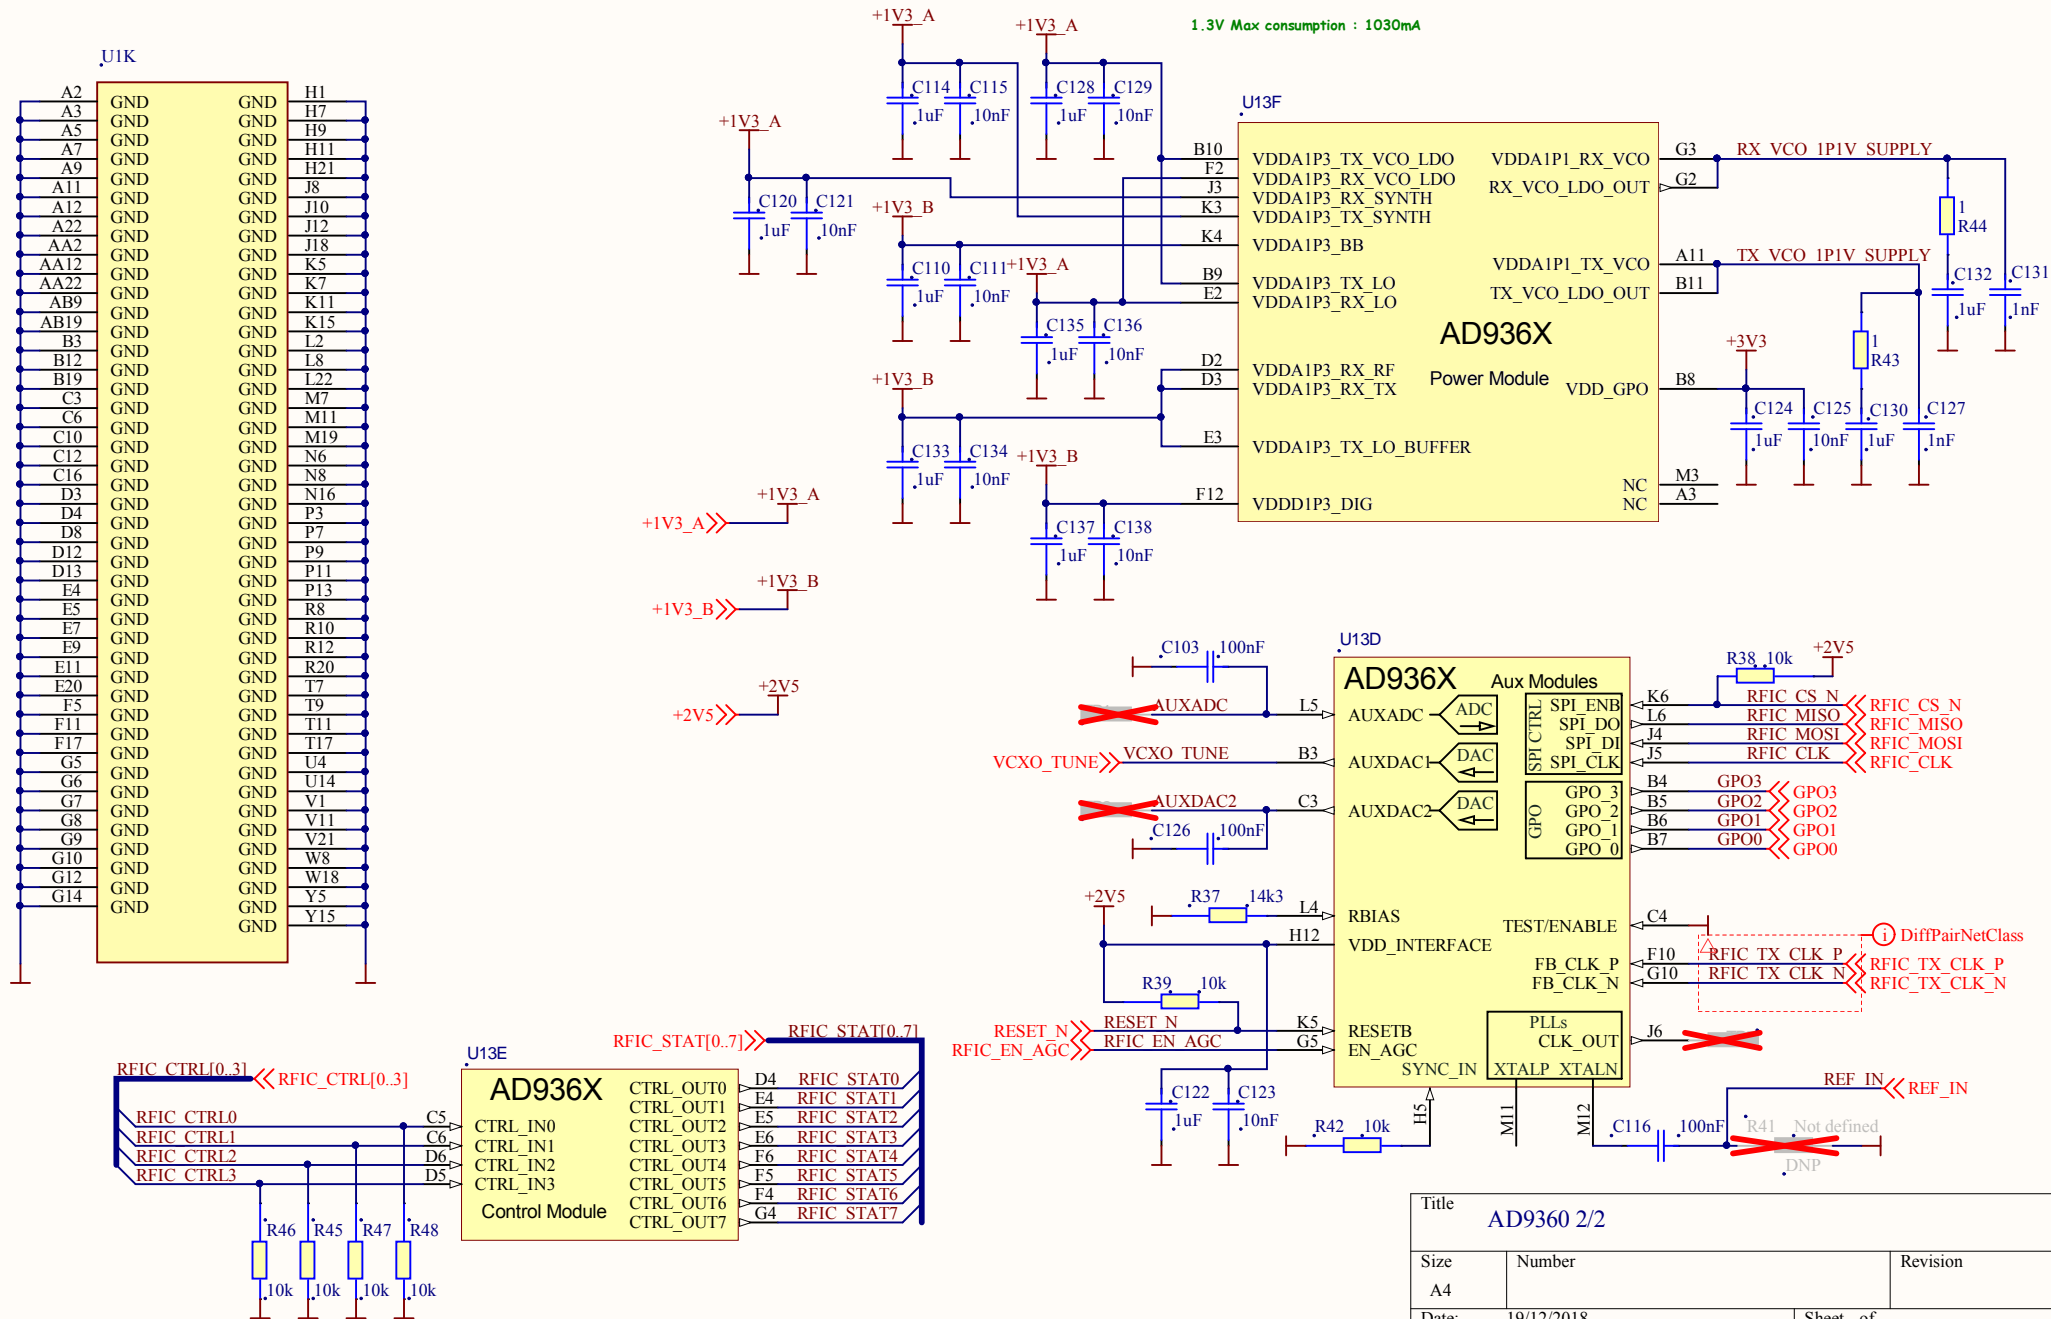 U1K
A2 GND GND H1
A3 GND GND H7
A5 GND GND H9
A7 GND GND H11
A9 GND GND H21
A11 GND GND J8
A12 GND GND J10
A22 GND GND J12
AA2 GND GND J18
AA12 GND GND K5
AA22 GND GND K7
AB9 GND GND K11
AB19 GND GND K15
B3 GND GND L2
B12 GND GND L8
B19 GND GND L22
C3 GND GND M7
C6 GND GND M11
C10 GND GND M19
C12 GND GND N6
C16 GND GND N8
D3 GND GND N16
D4 GND GND P3
D8 GND GND P7
D12 GND GND P9
D13 GND GND P11
E4 GND GND P13
E5 GND GND R8
E7 GND GND R10
E9 GND GND R12
E11 GND GND R20
E20 GND GND T7
F5 GND GND T9
F11 GND GND T11
F17 GND GND T17
G5 GND GND U4
G6 GND GND U14
G7 GND GND V1
G8 GND GND V11
G9 GND GND V21
G10 GND GND W8
G12 GND GND W18
G14 GND GND Y5
GND Y15
1.3V Max consumption : 1030mA
+1V3_A
C114 C115
1uF 10nF
+1V3_A
C128 C129
1uF 10nF
+1V3_A
C120 C121
1uF 10nF
+1V3_B
C110 C111
1uF 10nF
+1V3_A
C135 C136
1uF 10nF
+1V3_B
C133 C134
1uF 10nF
+1V3_B
C137 C138
1uF 10nF
+1V3_A +1V3_A
+1V3_B +1V3_B
+2V5 +2V5
U13F
B10 VDDA1P3_TX_VCO_LDO
F2 VDDA1P3_RX_VCO_LDO
J3 VDDA1P3_RX_SYNTH
K3 VDDA1P3_TX_SYNTH
K4 VDDA1P3_BB
B9 VDDA1P3_TX_LO
E2 VDDA1P3_RX_LO
D2 VDDA1P3_RX_RF
D3 VDDA1P3_RX_TX
E3 VDDA1P3_TX_LO_BUFFER
F12 VDDD1P3_DIG
AD936X
Power Module
VDDA1P1_RX_VCO G3 RX_VCO_1P1V_SUPPLY
RX_VCO_LDO_OUT G2
VDDA1P1_TX_VCO A11 TX_VCO_1P1V_SUPPLY
TX_VCO_LDO_OUT B11
VDD_GPO B8
NC M3
NC A3
1
R44
C132 C131
1uF 1nF
+3V3
1
R43
C124 C125 C130 C127
1uF 10nF 1uF 1nF
U13D
AD936X Aux Modules
C103 100nF
AUXADC L5 AUXADC ADC
VCXO_TUNE VCXO_TUNE B3 AUXDAC1 DAC
AUXDAC2 C3 AUXDAC2 DAC
C126 100nF
+2V5
R37 14k3 L4 RBIAS
H12 VDD_INTERFACE
R39 10k
RESET_N RESET_N K5 RESETB
RFIC_EN_AGC RFIC_EN_AGC G5 EN_AGC
C122 C123
1uF 10nF
SYNC_IN
H5
R42 10k
R38 10k +2V5
SPI CTRL
SPI_ENB K6 RFIC_CS_N RFIC_CS_N
SPI_DO L6 RFIC_MISO RFIC_MISO
SPI_DI J4 RFIC_MOSI RFIC_MOSI
SPI_CLK J5 RFIC_CLK RFIC_CLK
GPO
GPO_3 B4 GPO3 GPO3
GPO_2 B5 GPO2 GPO2
GPO_1 B6 GPO1 GPO1
GPO_0 B7 GPO0 GPO0
TEST/ENABLE C4
i DiffPairNetClass
FB_CLK_P F10 RFIC_TX_CLK_P RFIC_TX_CLK_P
FB_CLK_N G10 RFIC_TX_CLK_N RFIC_TX_CLK_N
PLLs
CLK_OUT J6
XTALP XTALN
M11 M12
REF_IN REF_IN
C116 100nF R41 Not defined
DNP
RFIC_STAT[0..7] RFIC_STAT[0..7]
RFIC_CTRL[0..3] RFIC_CTRL[0..3]
U13E
AD936X
Control Module
RFIC_CTRL0 C5 CTRL_IN0
RFIC_CTRL1 C6 CTRL_IN1
RFIC_CTRL2 D6 CTRL_IN2
RFIC_CTRL3 D5 CTRL_IN3
CTRL_OUT0 D4 RFIC_STAT0
CTRL_OUT1 E4 RFIC_STAT1
CTRL_OUT2 E5 RFIC_STAT2
CTRL_OUT3 E6 RFIC_STAT3
CTRL_OUT4 F6 RFIC_STAT4
CTRL_OUT5 F5 RFIC_STAT5
CTRL_OUT6 F4 RFIC_STAT6
CTRL_OUT7 G4 RFIC_STAT7
R46 R45 R47 R48
10k 10k 10k 10k
Title
AD9360 2/2
Size Number Revision
A4
Date: 19/12/2018 Sheet of